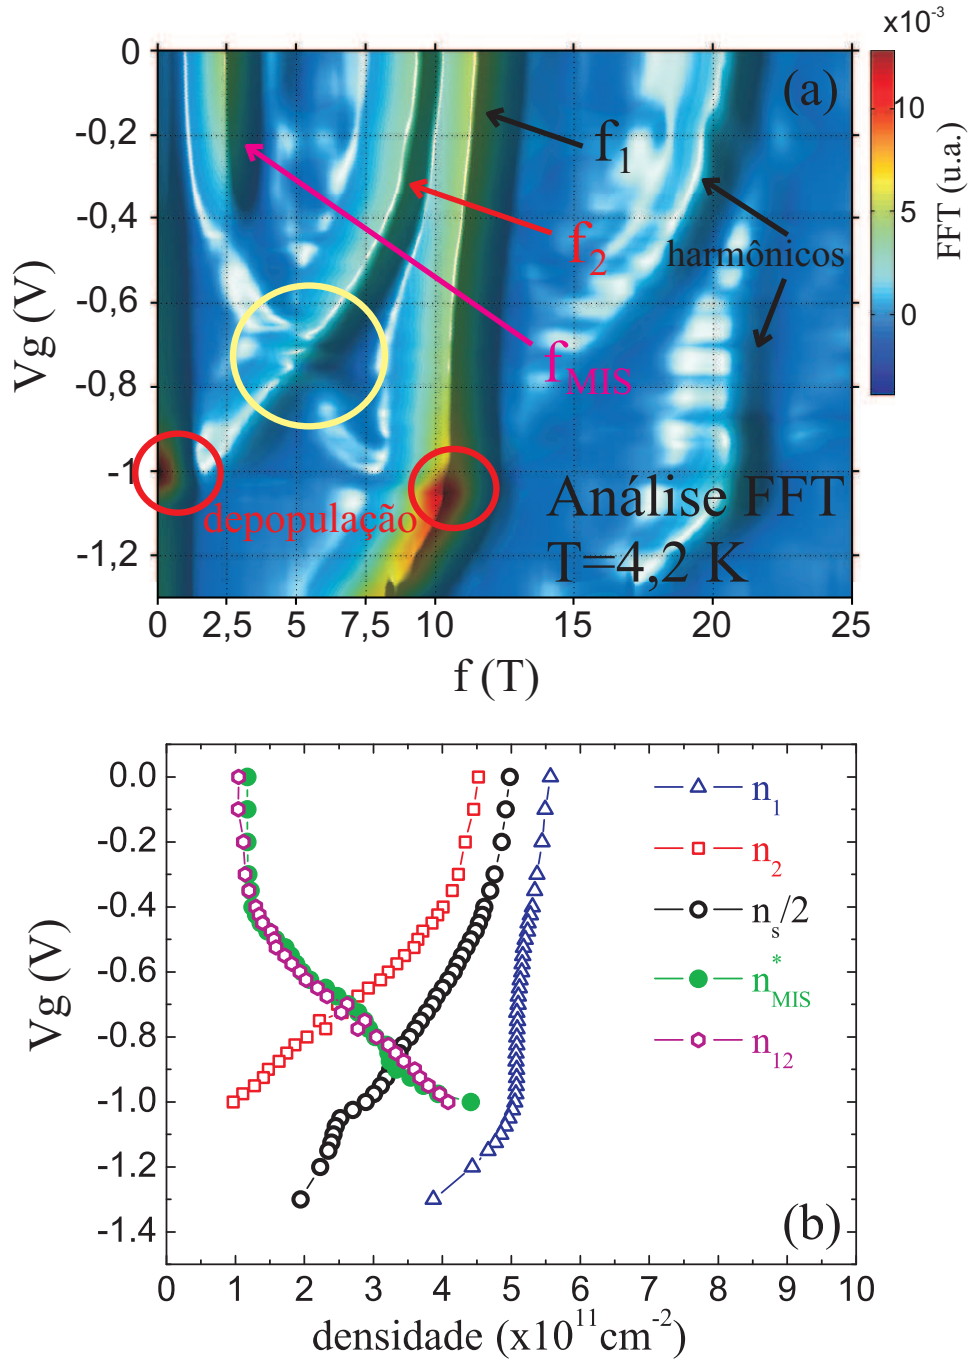 x10⁻³
(a)
0
-0,2
-0,4
-0,6
-0,8
-1
-1,2
Vg (V)
f₁
f₂
f_MIS
harmônicos
depopulação
Análise FFT
T=4,2 K
10
5
0
FFT (u.a.)
0 2,5 5 7,5 10 15 20 25
f (T)
0.0
-0.2
-0.4
-0.6
-0.8
-1.0
-1.2
-1.4
Vg (V)
n₁
n₂
nₛ/2
n*_MIS
n₁₂
(b)
0 1 2 3 4 5 6 7 8 9 10
densidade (x10¹¹cm⁻²)